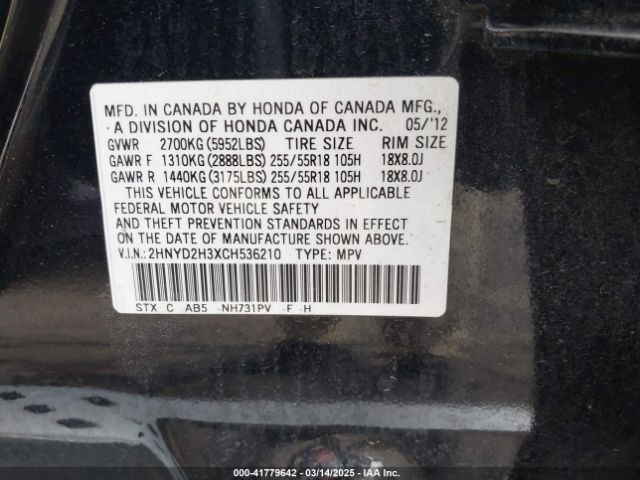 MFD. IN CANADA BY HONDA OF CANADA MFG.,
A DIVISION OF HONDA CANADA INC. 05/'12
GVWR 2700KG (5952LBS) TIRE SIZE RIM SIZE
GAWR F 1310KG (2888LBS) 255/55R18 105H 18X8.0J
GAWR R 1440KG (3175LBS) 255/55R18 105H 18X8.0J
THIS VEHICLE CONFORMS TO ALL APPLICABLE
FEDERAL MOTOR VEHICLE SAFETY
AND THEFT PREVENTION STANDARDS IN EFFECT
ON THE DATE OF MANUFACTURE SHOWN ABOVE.
V.I.N.: 2HNYD2H3XCH536210 TYPE: MPV
STX C AB5 -NH731PV -F -H
000-41779642 - 03/14/2025 - IAA